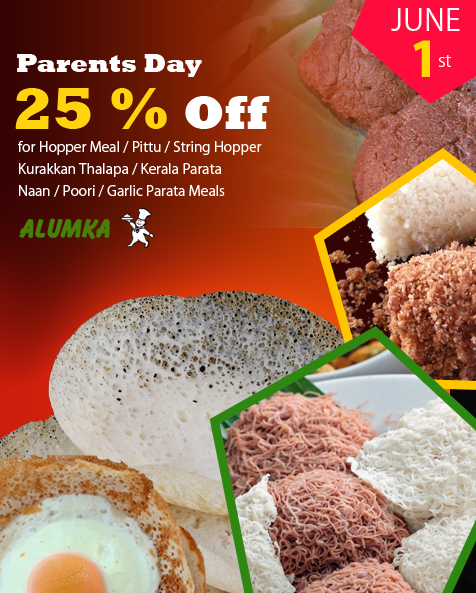 JUNE
1st
Parents Day
25 % Off
for Hopper Meal / Pittu / String Hopper
Kurakkan Thalapa / Kerala Parata
Naan / Poori / Garlic Parata Meals
ALUMKA